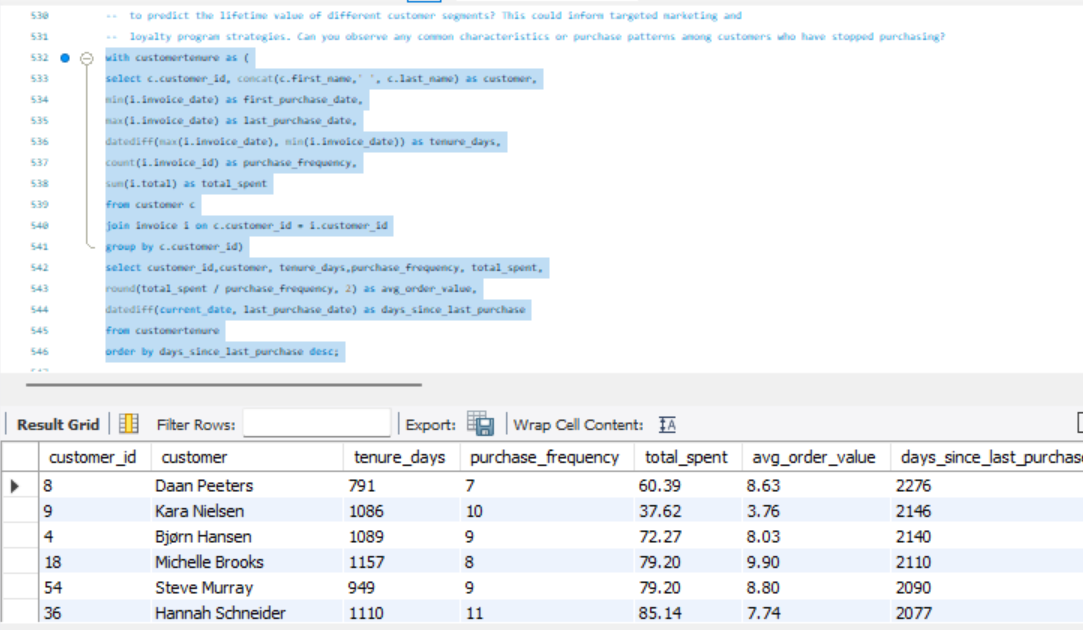 530 -- to predict the lifetime value of different customer segments? This could inform targeted marketing and
531 -- loyalty program strategies. Can you observe any common characteristics or purchase patterns among customers who have stopped purchasing?
532 with customertenure as (
533 select c.customer_id, concat(c.first_name,' ', c.last_name) as customer,
534 min(i.invoice_date) as first_purchase_date,
535 max(i.invoice_date) as last_purchase_date,
536 datediff(max(i.invoice_date), min(i.invoice_date)) as tenure_days,
537 count(i.invoice_id) as purchase_frequency,
538 sum(i.total) as total_spent
539 from customer c
540 join invoice i on c.customer_id = i.customer_id
541 group by c.customer_id)
542 select customer_id,customer, tenure_days,purchase_frequency, total_spent,
543 round(total_spent / purchase_frequency, 2) as avg_order_value,
544 datediff(current_date, last_purchase_date) as days_since_last_purchase
545 from customertenure
546 order by days_since_last_purchase desc;
Result Grid Filter Rows: Export: Wrap Cell Content:
customer_id customer tenure_days purchase_frequency total_spent avg_order_value days_since_last_purchase
8 Daan Peeters 791 7 60.39 8.63 2276
9 Kara Nielsen 1086 10 37.62 3.76 2146
4 Bjørn Hansen 1089 9 72.27 8.03 2140
18 Michelle Brooks 1157 8 79.20 9.90 2110
54 Steve Murray 949 9 79.20 8.80 2090
36 Hannah Schneider 1110 11 85.14 7.74 2077